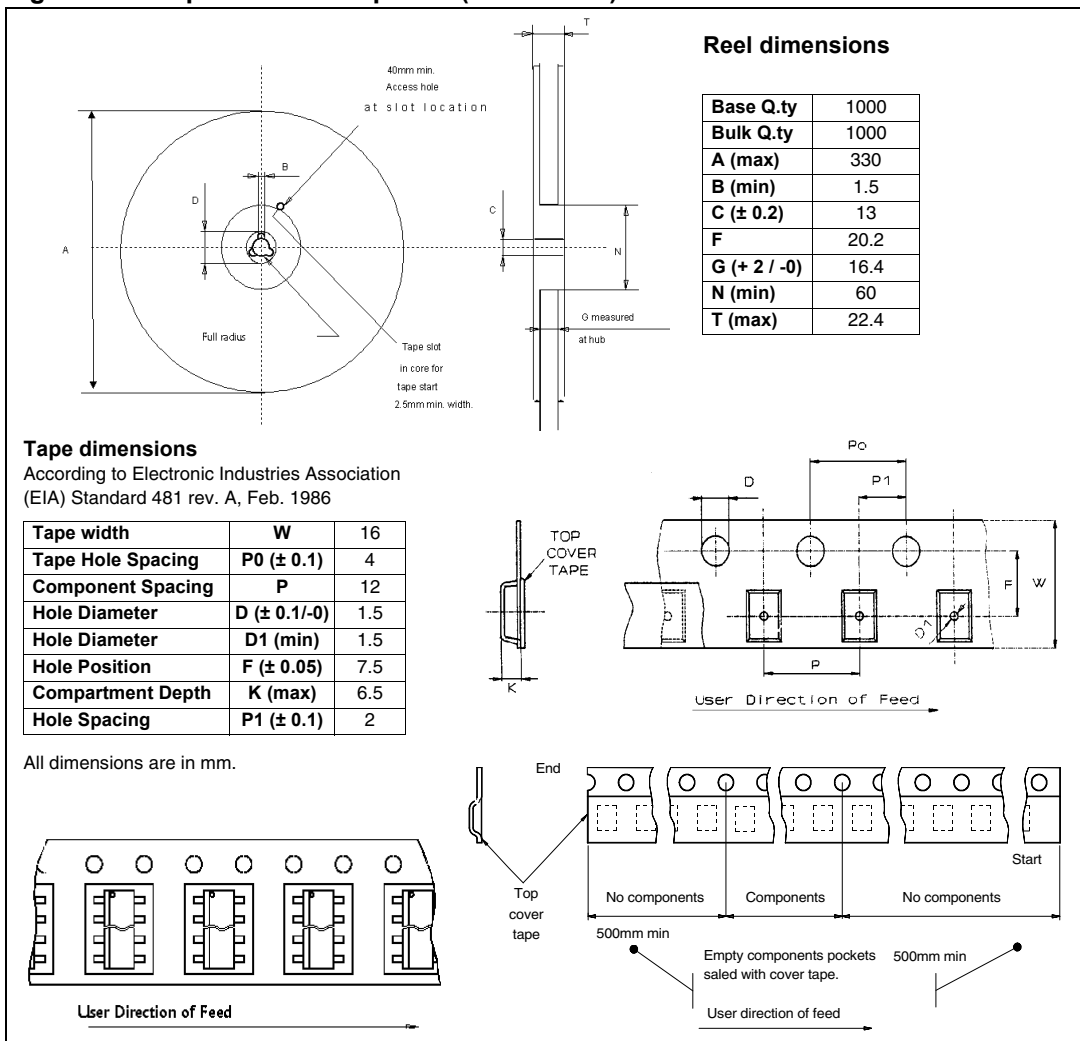 T
Reel dimensions
40mm min.
Access hole
at slot location
B
D
A
C
N
G measured
at hub
Full radius
Tape slot
in core for
tape start
2.5mm min. width.
Base Q.ty 1000
Bulk Q.ty 1000
A (max) 330
B (min) 1.5
C (± 0.2) 13
F 20.2
G (+ 2 / -0) 16.4
N (min) 60
T (max) 22.4
Tape dimensions
According to Electronic Industries Association
(EIA) Standard 481 rev. A, Feb. 1986
Tape width W 16
Tape Hole Spacing P0 (± 0.1) 4
Component Spacing P 12
Hole Diameter D (± 0.1/-0) 1.5
Hole Diameter D1 (min) 1.5
Hole Position F (± 0.05) 7.5
Compartment Depth K (max) 6.5
Hole Spacing P1 (± 0.1) 2
All dimensions are in mm.
TOP
COVER
TAPE
K
Po
D
P1
F
W
D1
P
User Direction of Feed
End
Start
Top
cover
tape
No components
Components
No components
500mm min
Empty components pockets
saled with cover tape.
500mm min
User direction of feed
User Direction of Feed